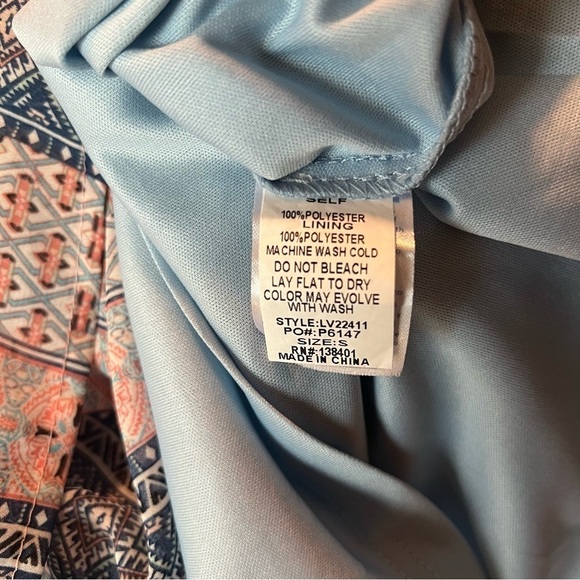 SELF
100%POLYESTER
LINING
100%POLYESTER
MACHINE WASH COLD
DO NOT BLEACH
LAY FLAT TO DRY
COLOR MAY EVOLVE
WITH WASH
STYLE:LV22411
PO#:P6147
SIZE:S
RN#:138401
MADE IN CHINA